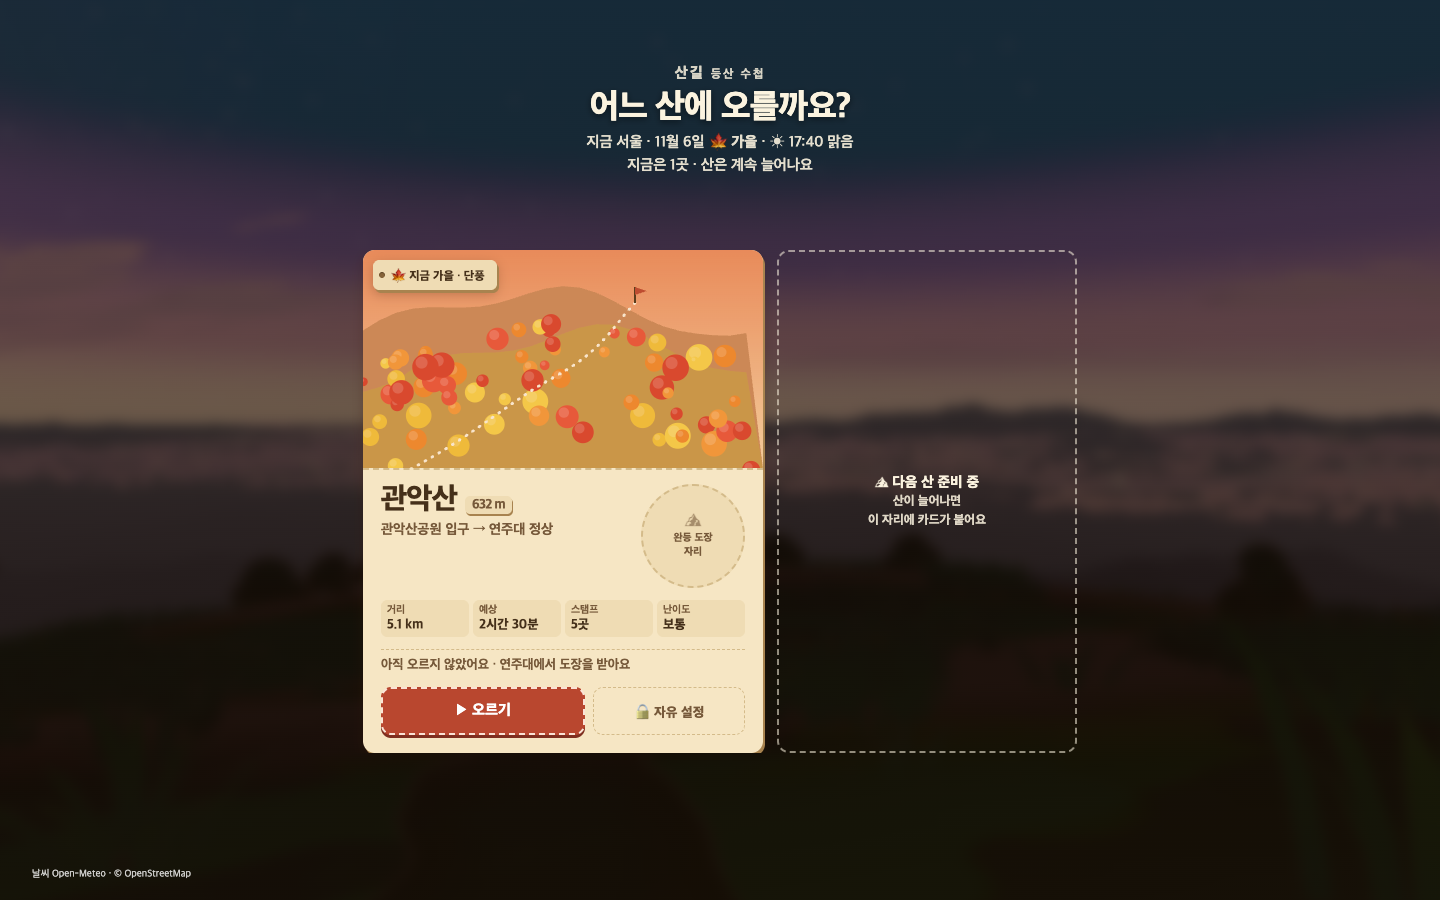 산길 등산 수첩
어느 산에 오를까요?
지금 서울 · 11월 6일 🍁 가을 · ☀ 17:40 맑음
지금은 1곳 · 산은 계속 늘어나요
🍁 지금 가을 · 단풍
관악산 632 m
관악산공원 입구 → 연주대 정상
완등 도장
자리
거리
5.1 km
예상
2시간 30분
스탬프
5곳
난이도
보통
아직 오르지 않았어요 · 연주대에서 도장을 받아요
▶ 오르기
🔒 자유 설정
⛰ 다음 산 준비 중
산이 늘어나면
이 자리에 카드가 붙어요
날씨 Open-Meteo · © OpenStreetMap